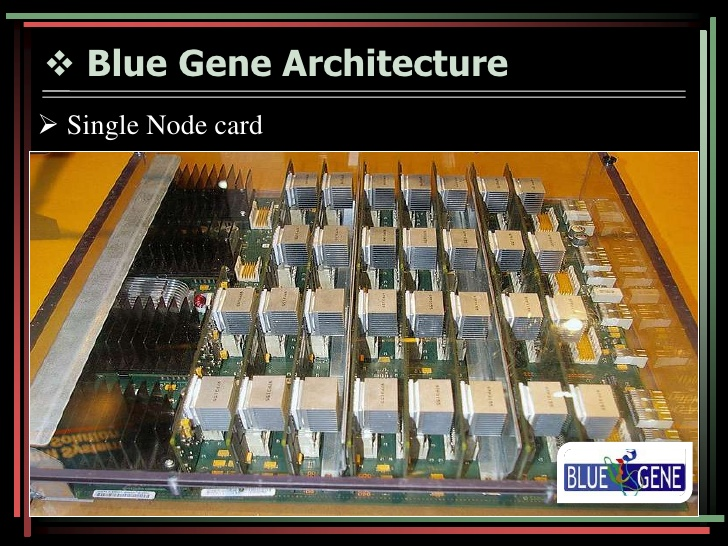 ❖ Blue Gene Architecture
➢ Single Node card
BLUE GENE